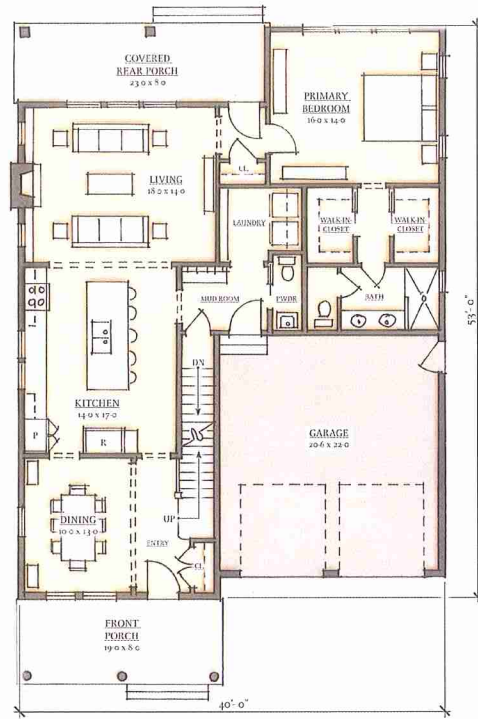 COVERED
REAR PORCH
23.0 x 8.0
PRIMARY
BEDROOM
16.0 x 14.0
LIVING
18.0 x 14.0
CL.
LAUNDRY
WALK-IN
CLOSET
WALK-IN
CLOSET
MUD ROOM
PWDR
BATH
53'-0"
DN
KITCHEN
14.0 x 17.0
P
R
GARAGE
20.6 x 22.0
DINING
10.0 x 13.0
UP
ENTRY
CL.
FRONT
PORCH
19.0 x 8.0
40'-0"